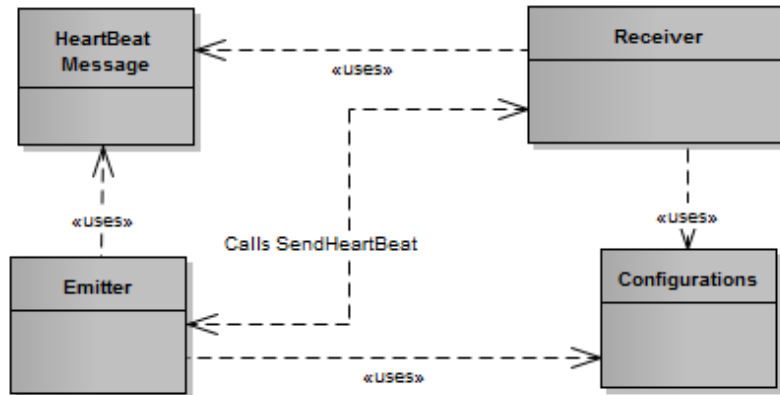 HeartBeat
Message
Receiver
«uses»
«uses»
«uses»
Calls SendHeartBeat
Emitter
Configurations
«uses»